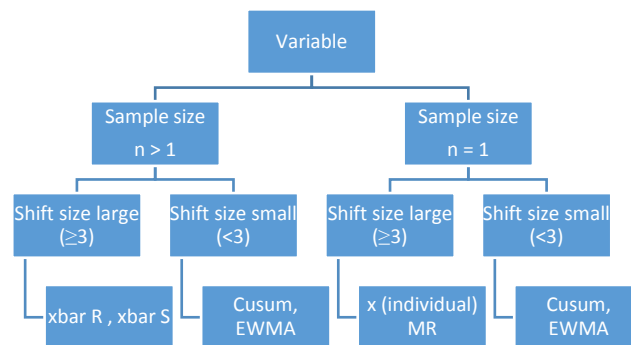 Variable
Sample size
n > 1
Sample size
n = 1
Shift size large
(≥3)
Shift size small
(<3)
Shift size large
(≥3)
Shift size small
(<3)
xbar R , xbar S
Cusum,
EWMA
x (individual)
MR
Cusum,
EWMA